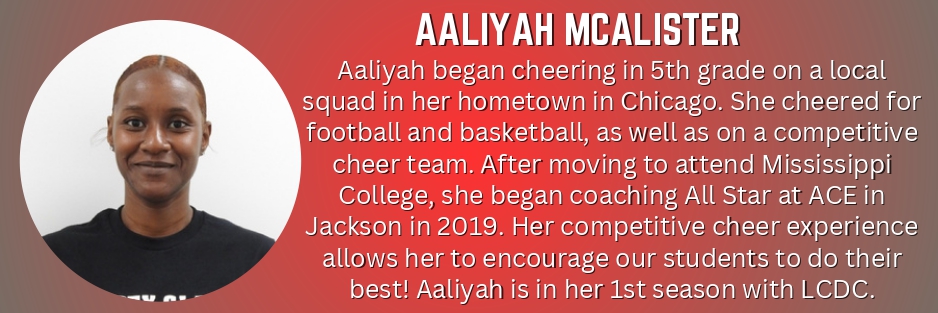 AALIYAH MCALISTER
Aaliyah began cheering in 5th grade on a local
squad in her hometown in Chicago. She cheered for
football and basketball, as well as on a competitive
cheer team. After moving to attend Mississippi
College, she began coaching All Star at ACE in
Jackson in 2019. Her competitive cheer experience
allows her to encourage our students to do their
best! Aaliyah is in her 1st season with LCDC.